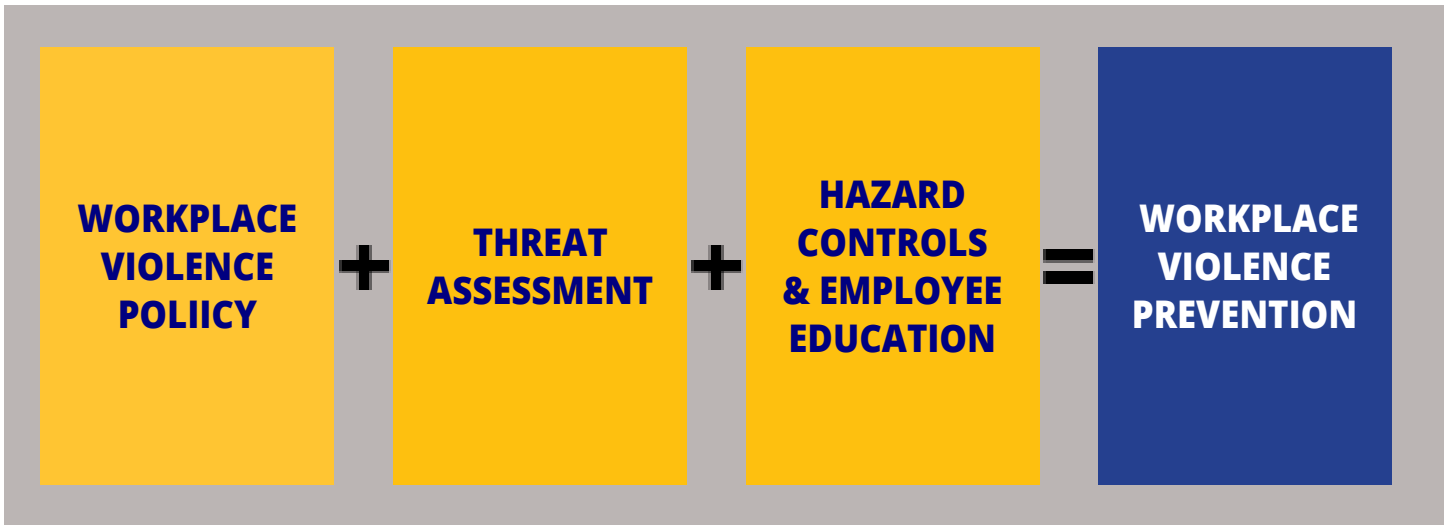 WORKPLACE
VIOLENCE
POLIICY
+
THREAT
ASSESSMENT
+
HAZARD
CONTROLS
& EMPLOYEE
EDUCATION
=
WORKPLACE
VIOLENCE
PREVENTION